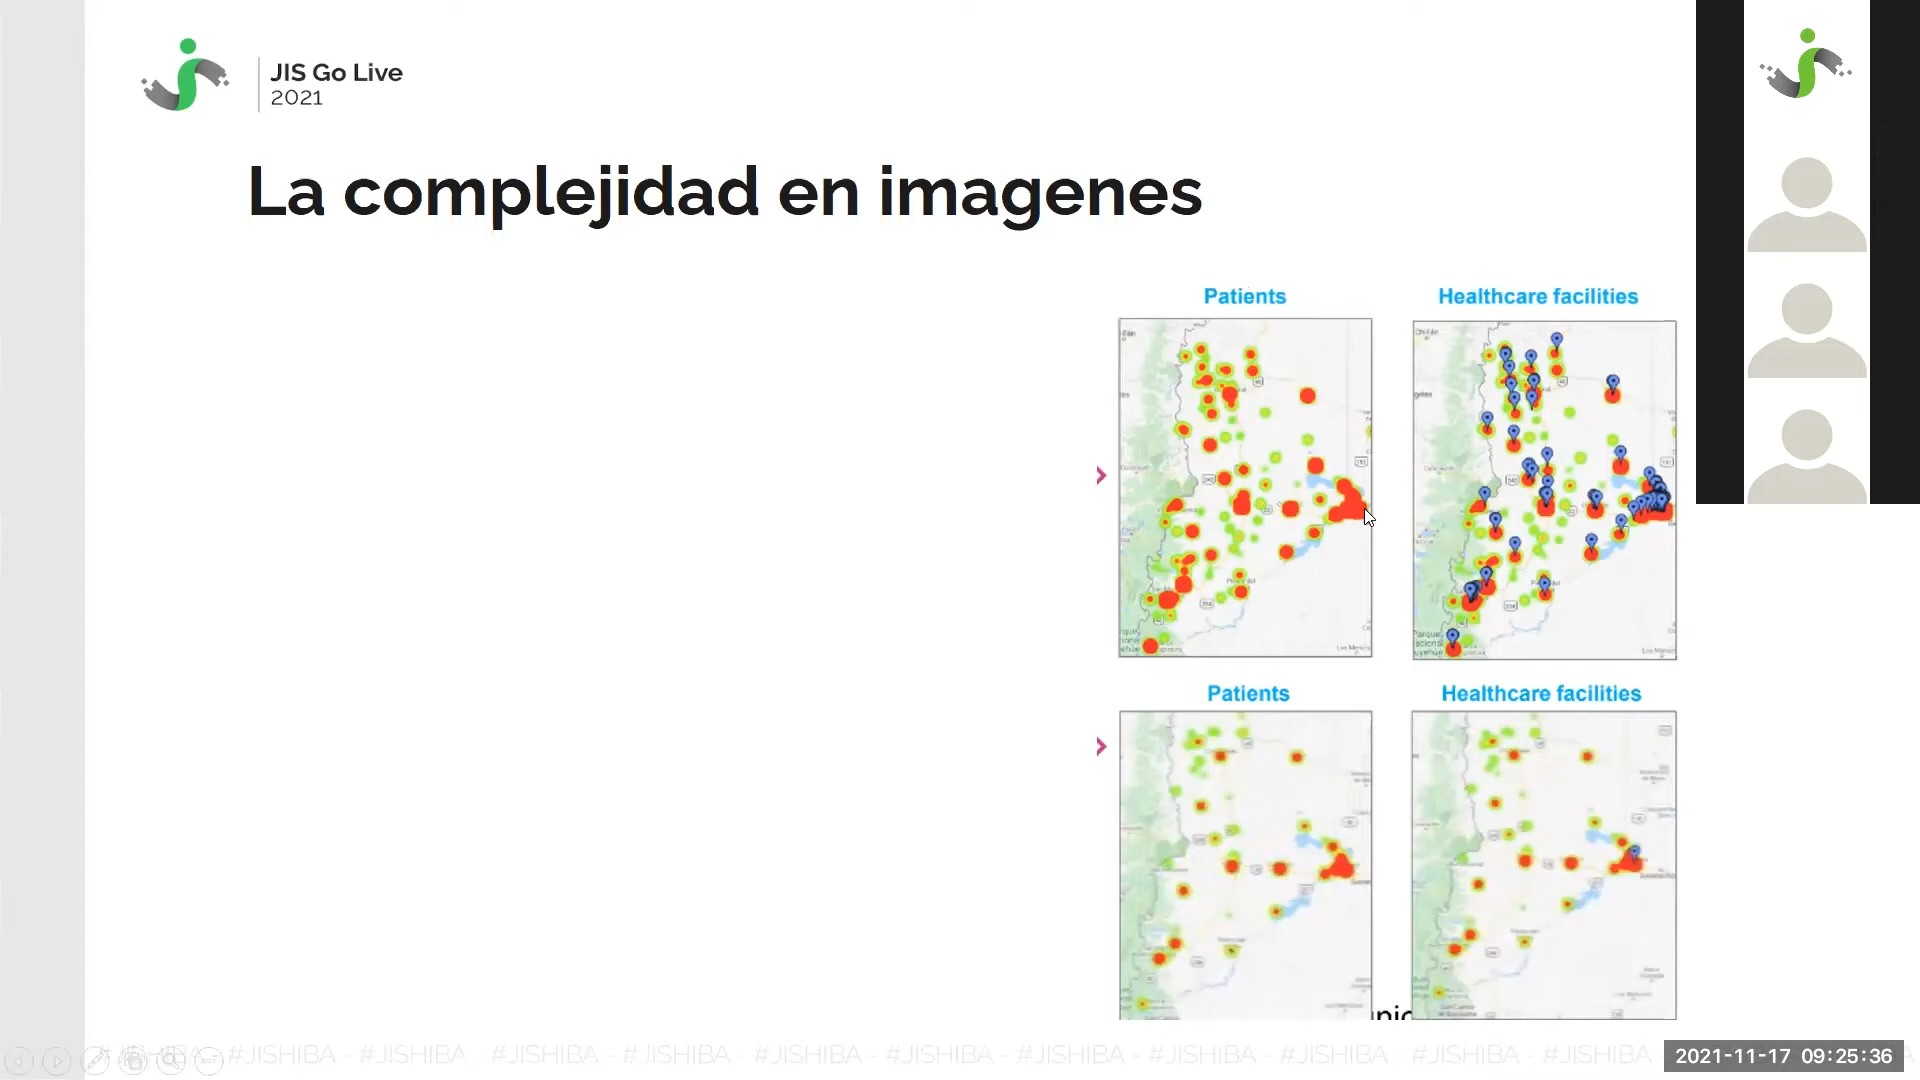 JIS Go Live
2021
La complejidad en imagenes
Patients
Healthcare facilities
Patients
Healthcare facilities
#JISHIBA - #JISHIBA - #JISHIBA - #JISHIBA - #JISHIBA - #JISHIBA - #JISHIBA - #JISHIBA - #JISHIBA - #JISHIBA - #JISHIBA - #JISHIBA
2021-11-17 09:25:36